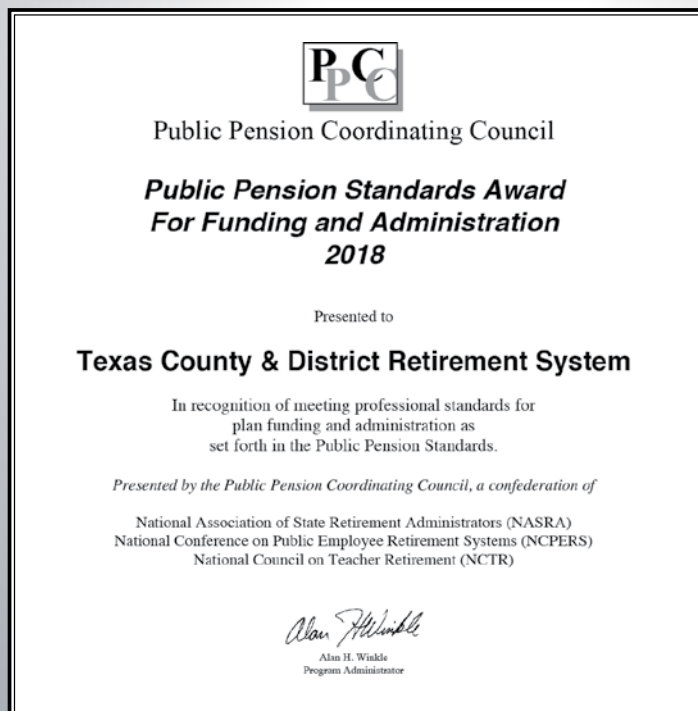 PPCC
Public Pension Coordinating Council
Public Pension Standards Award
For Funding and Administration
2018
Presented to
Texas County & District Retirement System
In recognition of meeting professional standards for
plan funding and administration as
set forth in the Public Pension Standards.
Presented by the Public Pension Coordinating Council, a confederation of
National Association of State Retirement Administrators (NASRA)
National Conference on Public Employee Retirement Systems (NCPERS)
National Council on Teacher Retirement (NCTR)
Alan H Winkle
Alan H. Winkle
Program Administrator